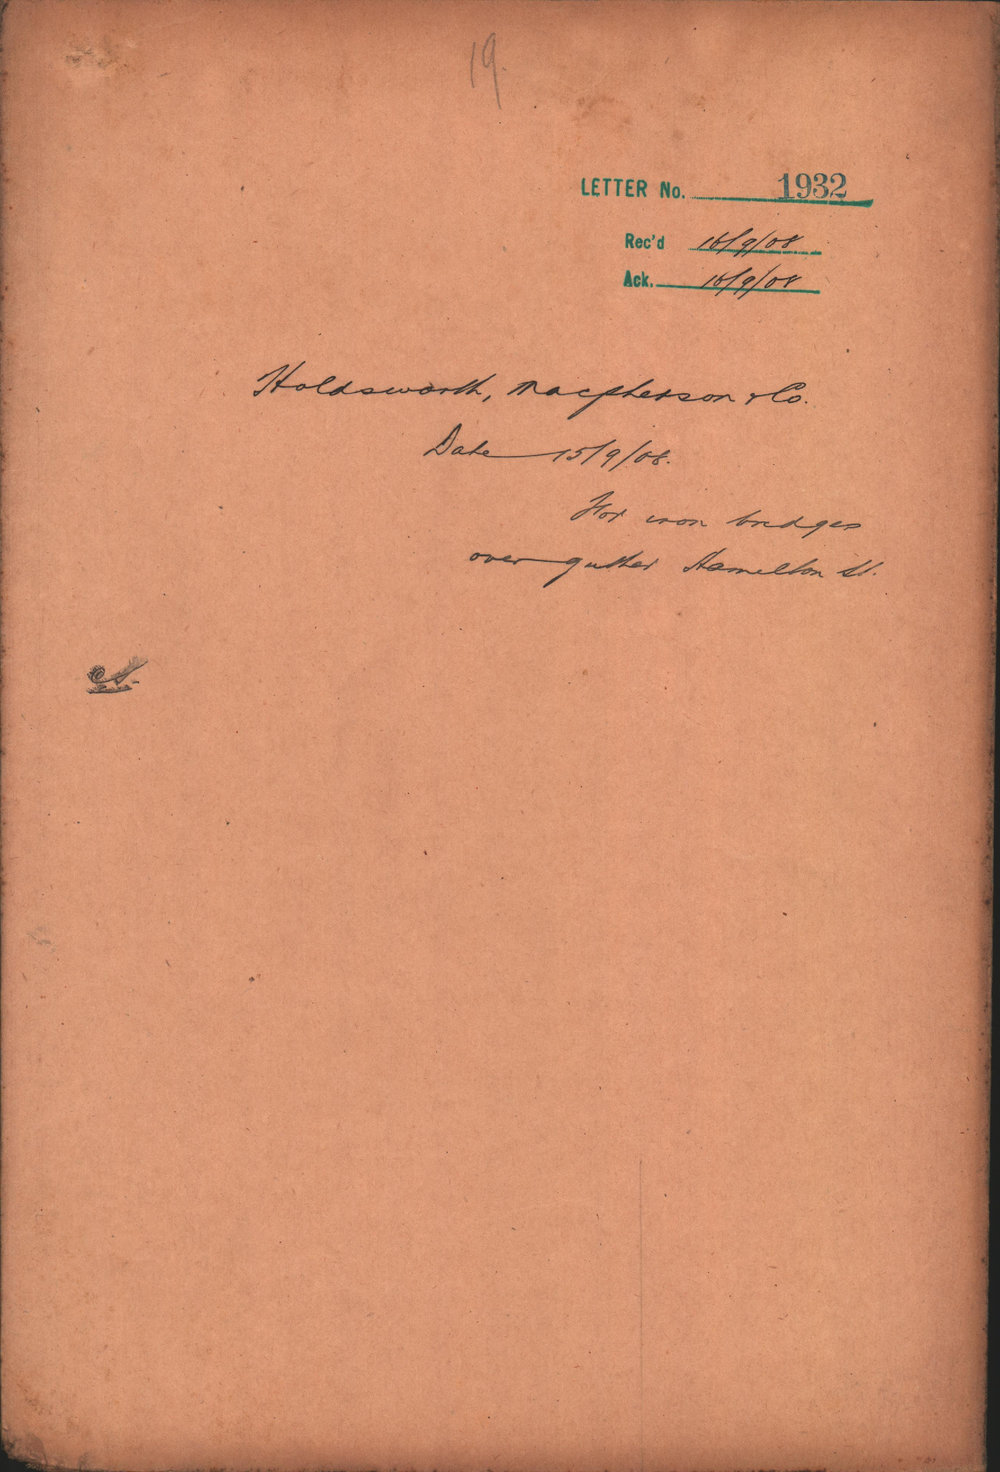 19.
LETTER No. 1932
Rec'd 16/9/08
Ack. 16/9/08
Holdsworth, Macpherson & Co.
Date 15/9/08.
For iron bridges
over gutter Hamilton St.